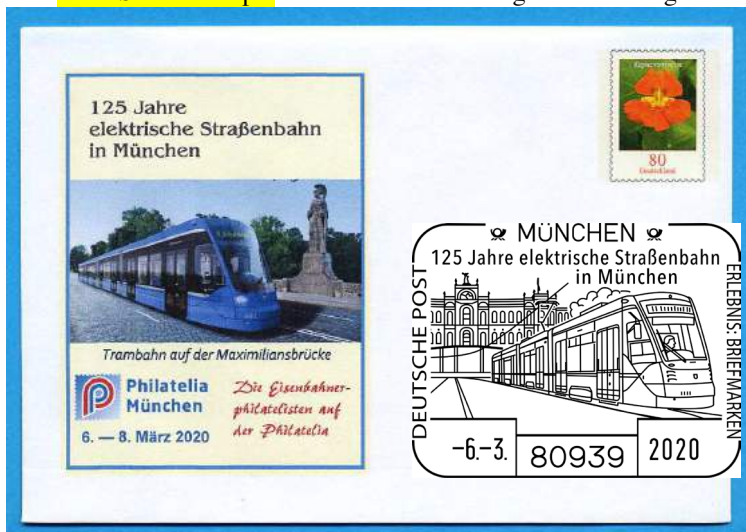 125 Jahre
elektrische Straßenbahn
in München
Trambahn auf der Maximiliansbrücke
Philatelia
München
6. — 8. März 2020
Die Eisenbahner-
philatelisten auf
der Philatelia
Kapuzinerkresse
80
Deutschland
MÜNCHEN
125 Jahre elektrische Straßenbahn
in München
DEUTSCHE POST
ERLEBNIS: BRIEFMARKEN
-6.-3.
80939
2020